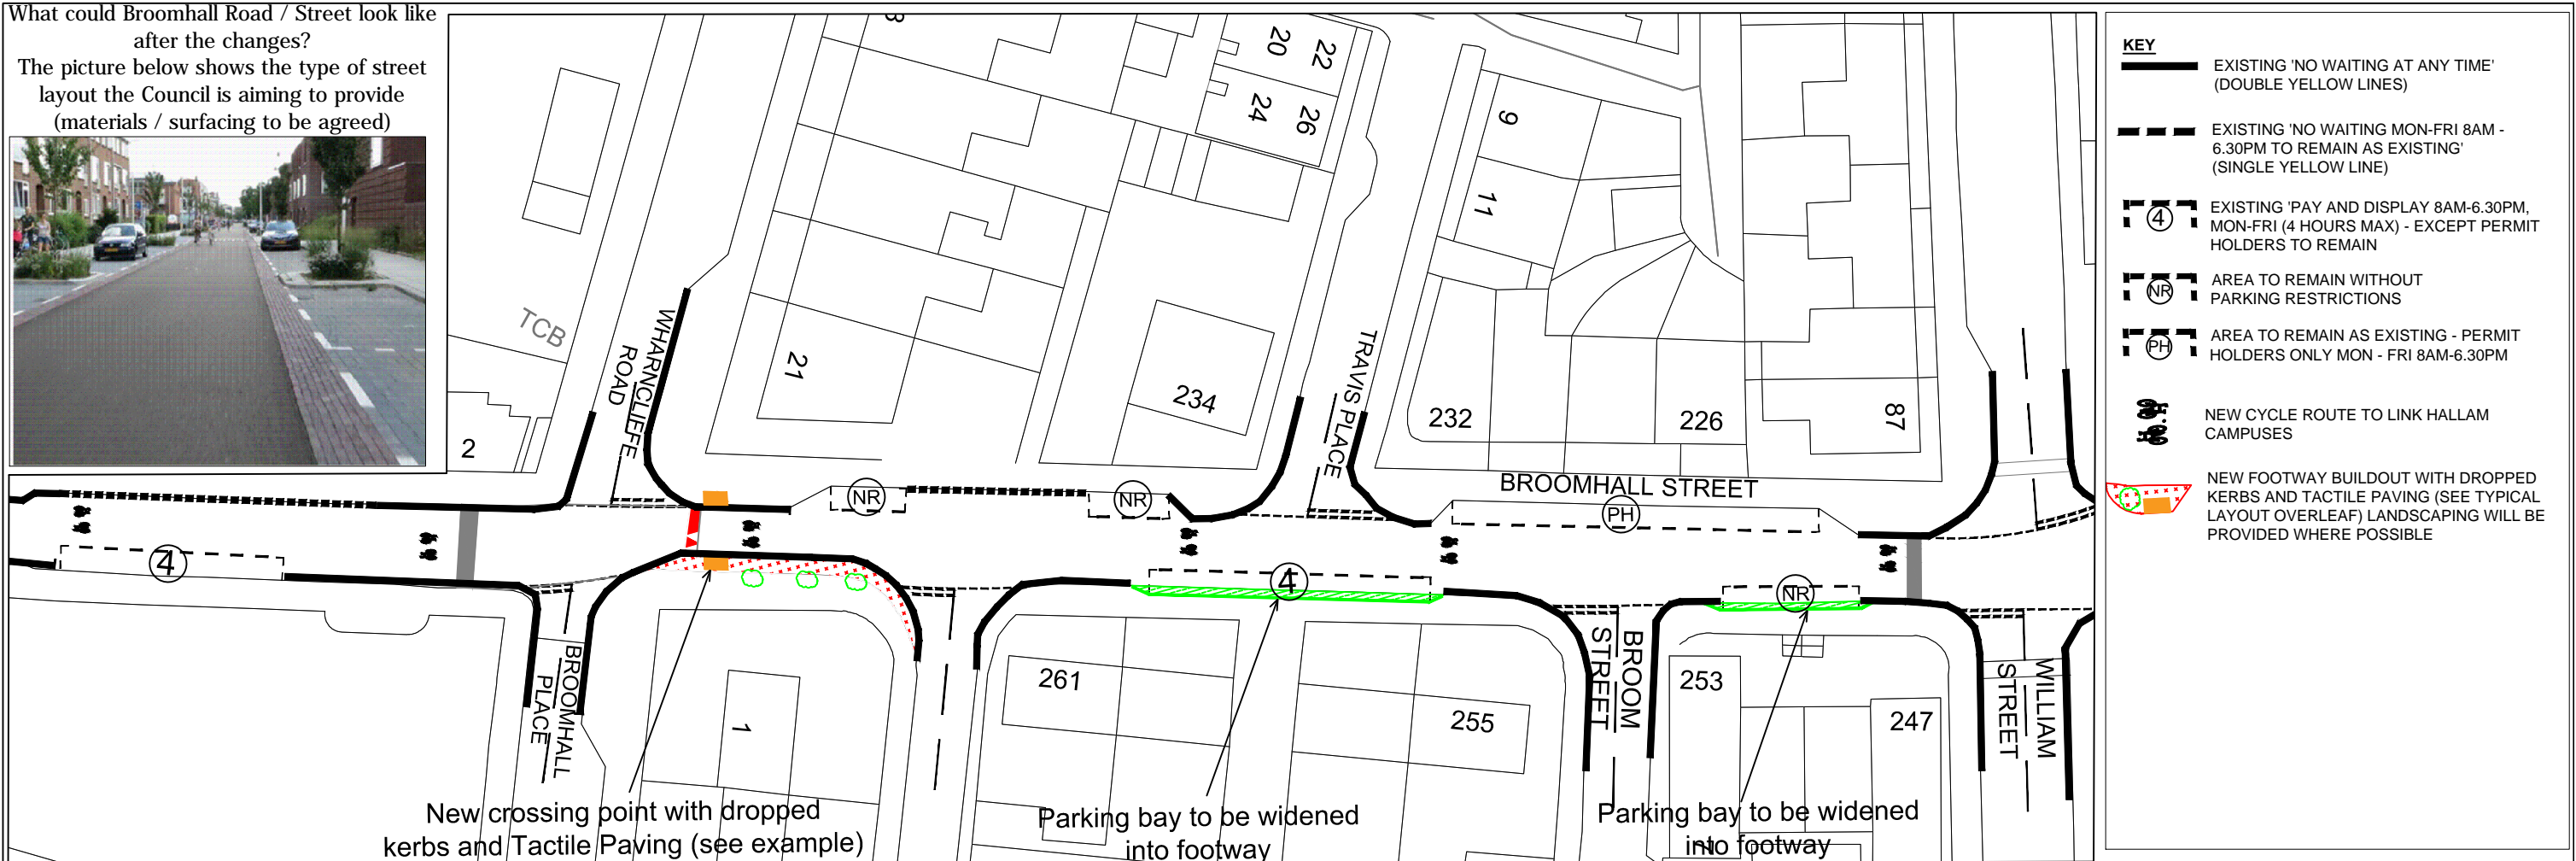 What could Broomhall Road / Street look like
after the changes?
The picture below shows the type of street
layout the Council is aiming to provide
(materials / surfacing to be agreed)
TCB
2
WHARNCLIFFE
ROAD
21
234
20
22
24
26
TRAVIS PLACE
9
11
232
226
87
BROOMHALL STREET
NR
NR
PH
4
4
NR
BROOMHALL
PLACE
1
261
255
BROOM
STREET
253
247
WILLIAM
STREET
New crossing point with dropped
kerbs and Tactile Paving (see example)
Parking bay to be widened
into footway
Parking bay to be widened
into footway
KEY
EXISTING 'NO WAITING AT ANY TIME'
(DOUBLE YELLOW LINES)
EXISTING 'NO WAITING MON-FRI 8AM -
6.30PM TO REMAIN AS EXISTING'
(SINGLE YELLOW LINE)
4
EXISTING 'PAY AND DISPLAY 8AM-6.30PM,
MON-FRI (4 HOURS MAX) - EXCEPT PERMIT
HOLDERS TO REMAIN
NR
AREA TO REMAIN WITHOUT
PARKING RESTRICTIONS
PH
AREA TO REMAIN AS EXISTING - PERMIT
HOLDERS ONLY MON - FRI 8AM-6.30PM
NEW CYCLE ROUTE TO LINK HALLAM
CAMPUSES
NEW FOOTWAY BUILDOUT WITH DROPPED
KERBS AND TACTILE PAVING (SEE TYPICAL
LAYOUT OVERLEAF) LANDSCAPING WILL BE
PROVIDED WHERE POSSIBLE